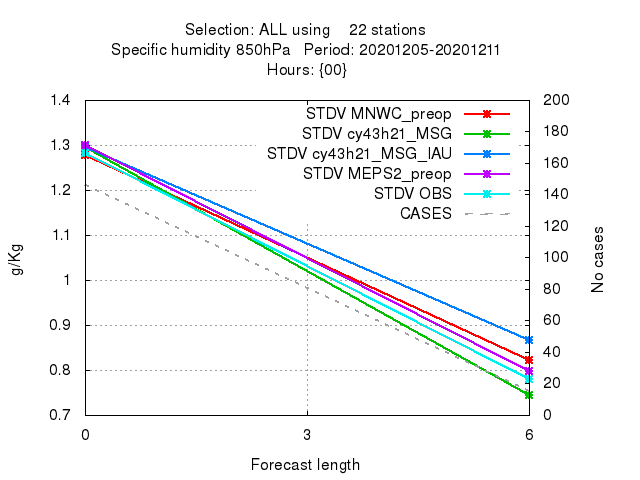 Selection: ALL using 22 stations
Specific humidity 850hPa Period: 20201205-20201211
Hours: {00}
STDV MNWC_preop
STDV cy43h21_MSG
STDV cy43h21_MSG_IAU
STDV MEPS2_preop
STDV OBS
CASES
g/Kg
1.4
1.3
1.2
1.1
1
0.9
0.8
0.7
200
180
160
140
120
100
80
60
40
20
0
No cases
0 3 6
Forecast length